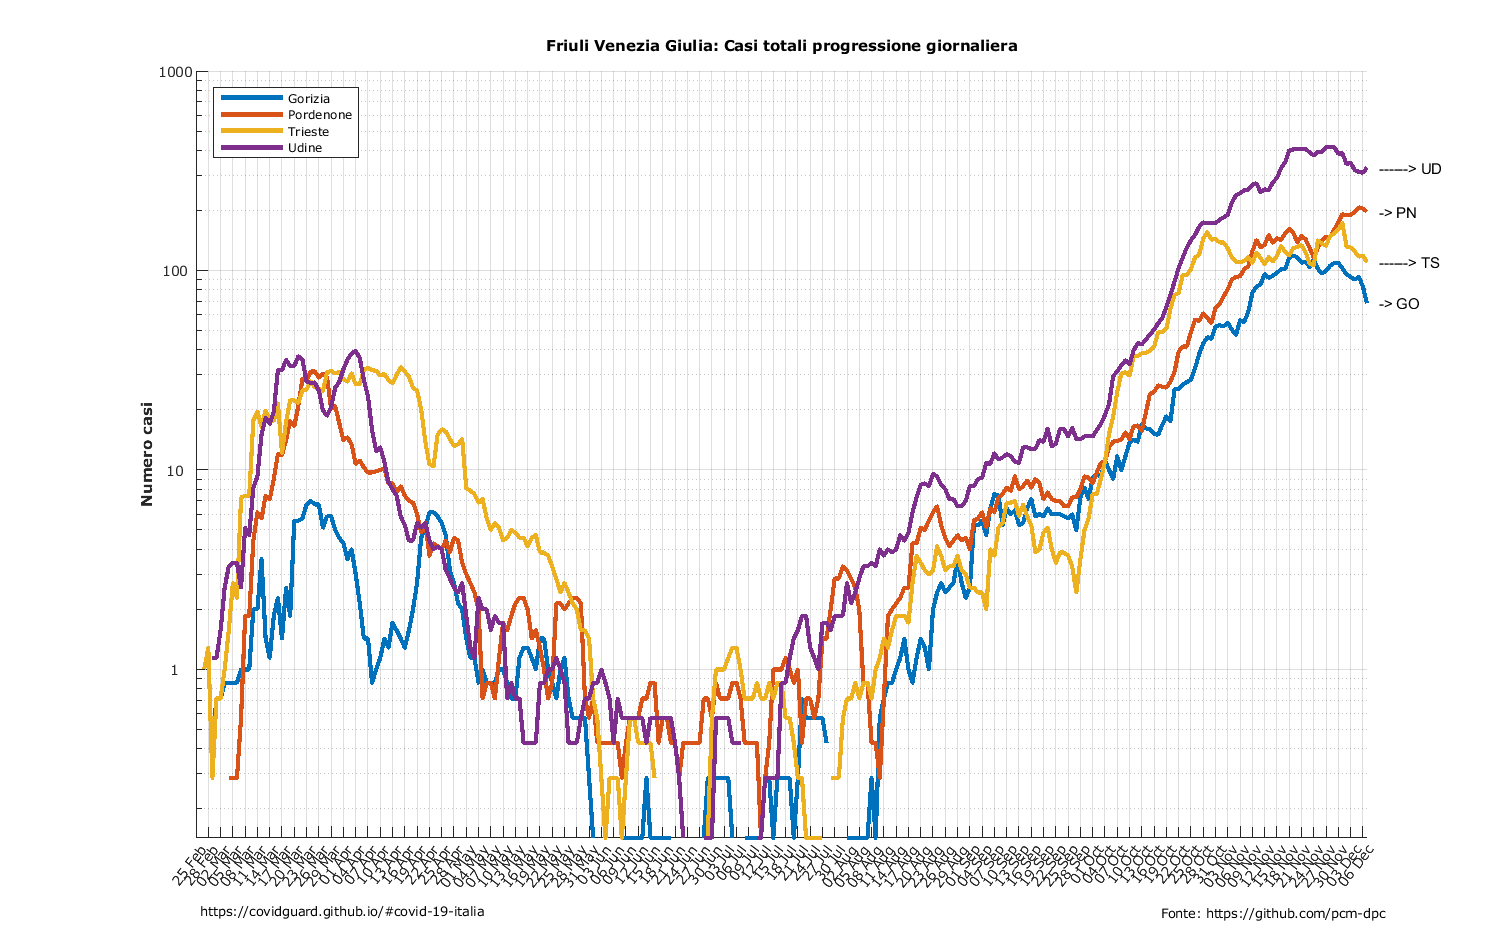 Friuli Venezia Giulia: Casi totali progressione giornaliera
1000
100
10
1
Numero casi
Gorizia
Pordenone
Trieste
Udine
------> UD
-> PN
------> TS
-> GO
25 Feb
28 Feb
02 Mar
05 Mar
08 Mar
11 Mar
14 Mar
17 Mar
20 Mar
23 Mar
26 Mar
29 Mar
01 Apr
04 Apr
07 Apr
10 Apr
13 Apr
16 Apr
19 Apr
22 Apr
25 Apr
28 Apr
01 May
04 May
07 May
10 May
13 May
16 May
19 May
22 May
25 May
28 May
31 May
03 Jun
06 Jun
09 Jun
12 Jun
15 Jun
18 Jun
21 Jun
24 Jun
27 Jun
30 Jun
03 Jul
06 Jul
09 Jul
12 Jul
15 Jul
18 Jul
21 Jul
24 Jul
27 Jul
30 Jul
02 Aug
05 Aug
08 Aug
11 Aug
14 Aug
17 Aug
20 Aug
23 Aug
26 Aug
29 Aug
01 Sep
04 Sep
07 Sep
10 Sep
13 Sep
16 Sep
19 Sep
22 Sep
25 Sep
28 Sep
01 Oct
04 Oct
07 Oct
10 Oct
13 Oct
16 Oct
19 Oct
22 Oct
25 Oct
28 Oct
31 Oct
03 Nov
06 Nov
09 Nov
12 Nov
15 Nov
18 Nov
21 Nov
24 Nov
27 Nov
30 Nov
03 Dec
06 Dec
https://covidguard.github.io/#covid-19-italia
Fonte: https://github.com/pcm-dpc